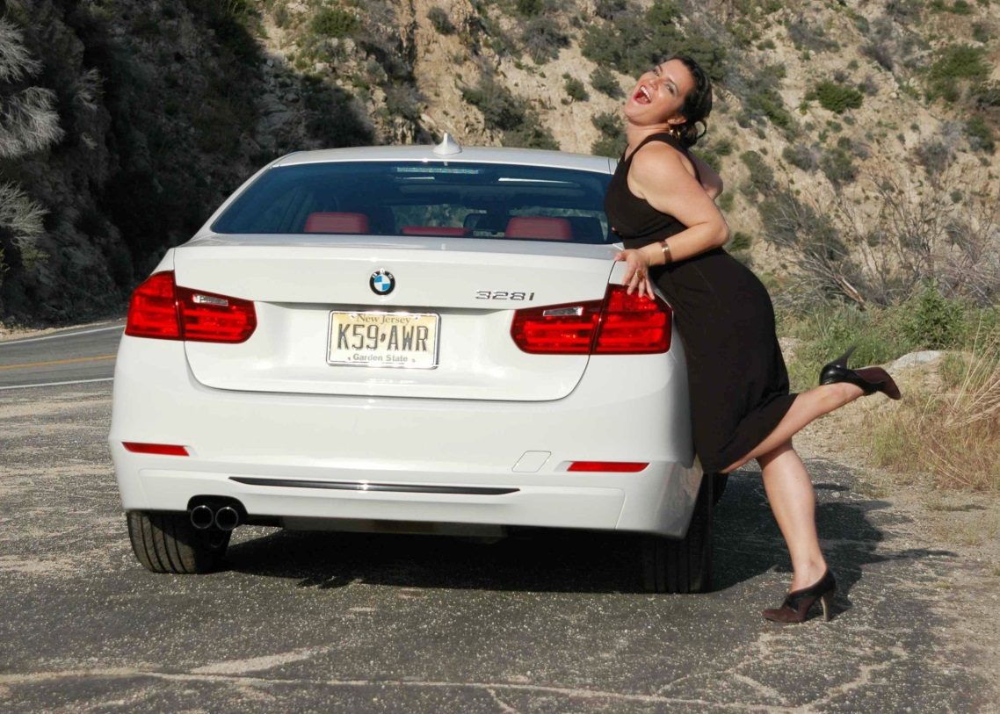 BMW
328i
New Jersey
K59•AWR
Garden State